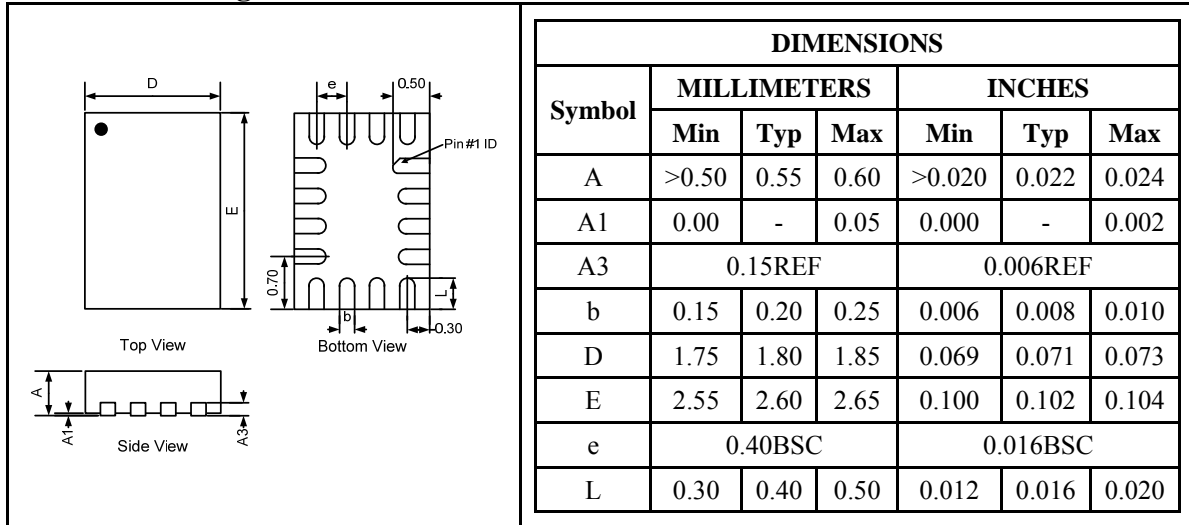 D
e
0.50
Pin#1 ID
E
0.70
L
b
0.30
Top View
Bottom View
A
A1
A3
Side View
DIMENSIONS
Symbol MILLIMETERS INCHES
Min Typ Max Min Typ Max
A >0.50 0.55 0.60 >0.020 0.022 0.024
A1 0.00 - 0.05 0.000 - 0.002
A3 0.15REF 0.006REF
b 0.15 0.20 0.25 0.006 0.008 0.010
D 1.75 1.80 1.85 0.069 0.071 0.073
E 2.55 2.60 2.65 0.100 0.102 0.104
e 0.40BSC 0.016BSC
L 0.30 0.40 0.50 0.012 0.016 0.020